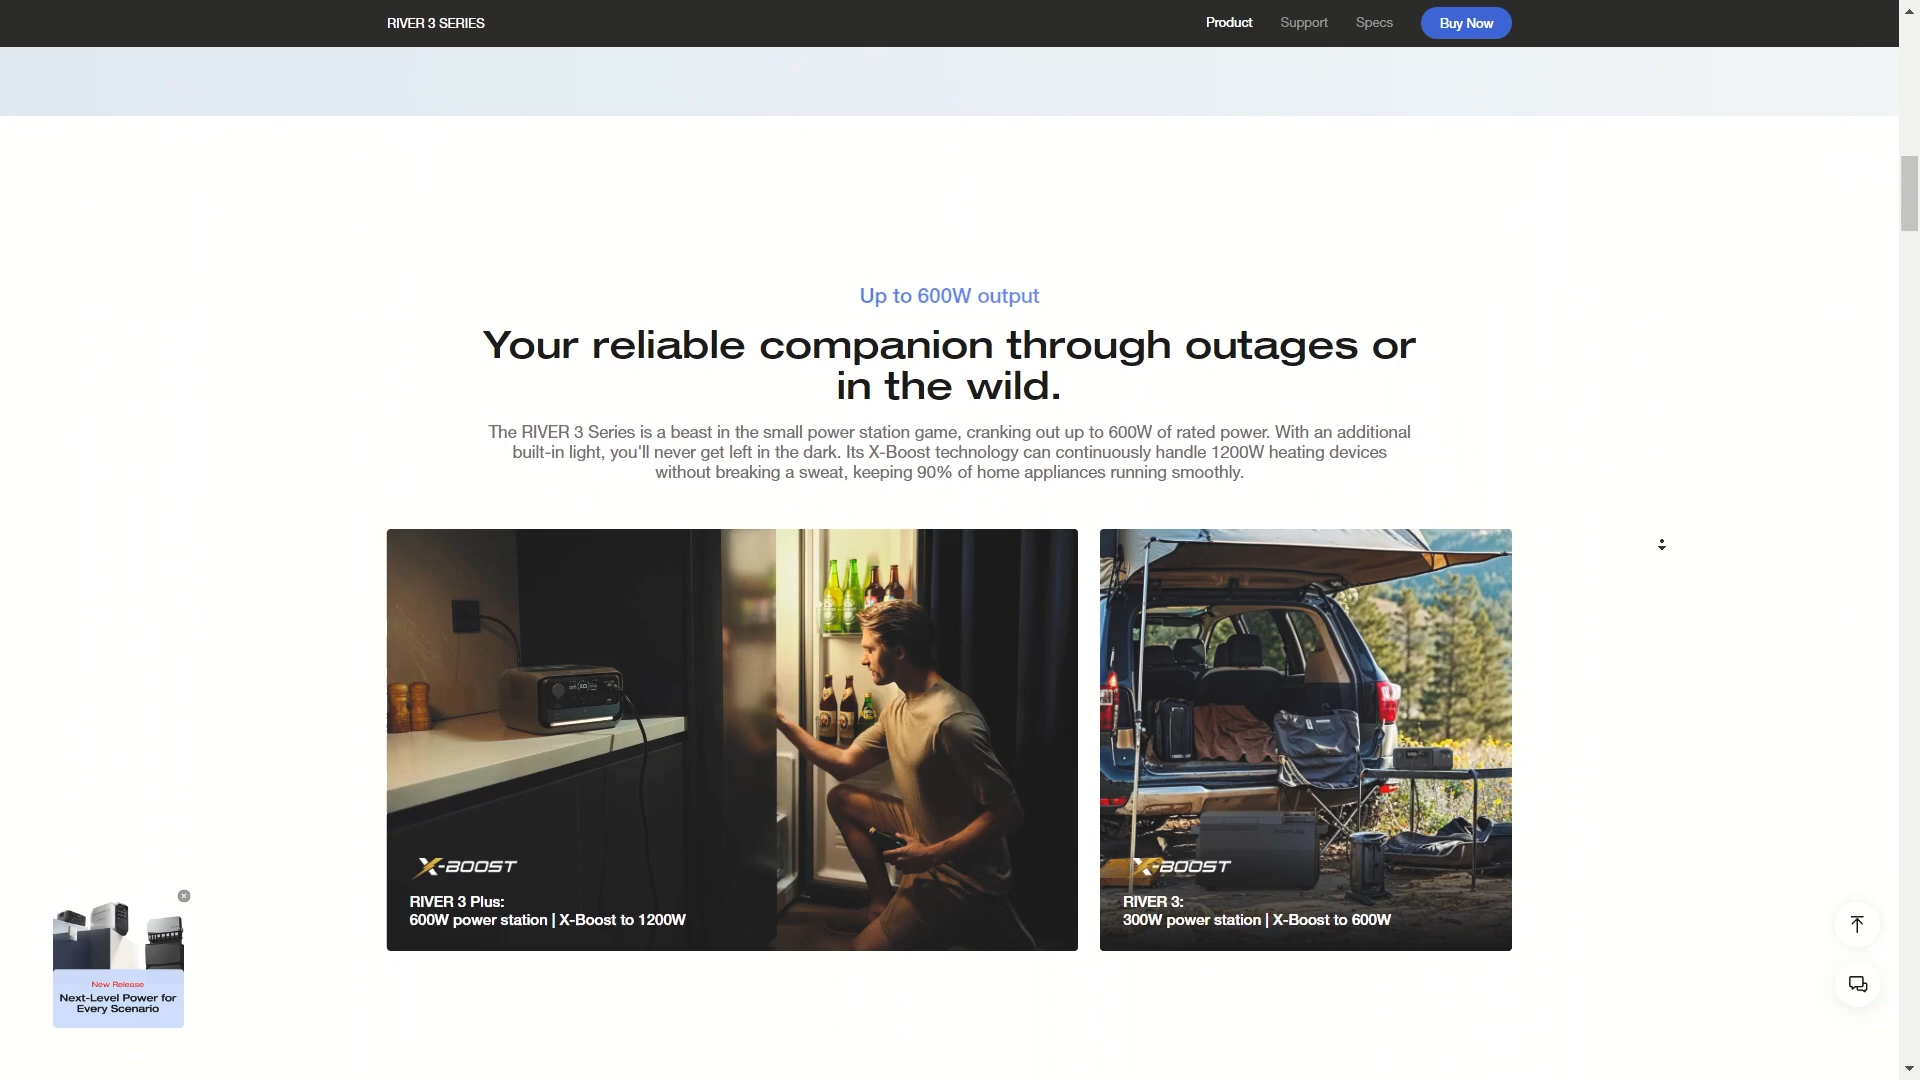 RIVER 3 SERIES
Product
Support
Specs
Buy Now
Up to 600W output
Your reliable companion through outages or
in the wild.
The RIVER 3 Series is a beast in the small power station game, cranking out up to 600W of rated power. With an additional
built-in light, you'll never get left in the dark. Its X-Boost technology can continuously handle 1200W heating devices
without breaking a sweat, keeping 90% of home appliances running smoothly.
X-BOOST
RIVER 3 Plus:
600W power station | X-Boost to 1200W
X-BOOST
RIVER 3:
300W power station | X-Boost to 600W
New Release
Next-Level Power for
Every Scenario